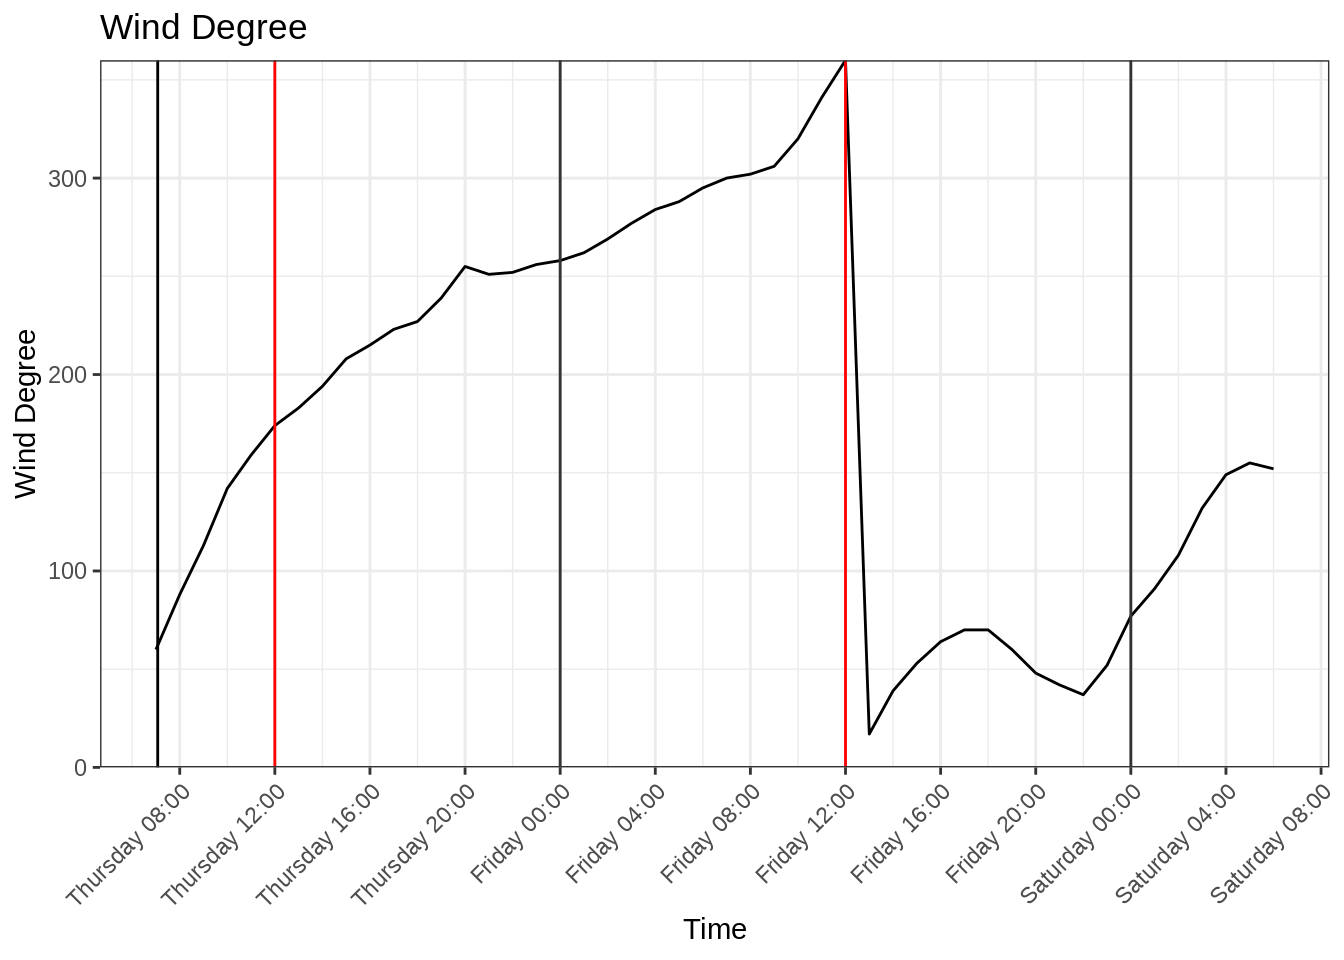 Wind Degree
Wind Degree
300
200
100
0
Thursday 08:00
Thursday 12:00
Thursday 16:00
Thursday 20:00
Friday 00:00
Friday 04:00
Friday 08:00
Friday 12:00
Friday 16:00
Friday 20:00
Saturday 00:00
Saturday 04:00
Saturday 08:00
Time